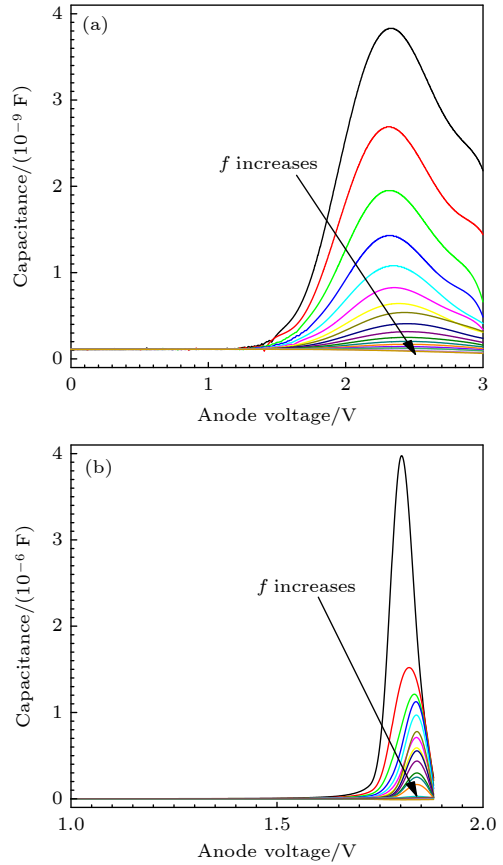 (a)
Capacitance/(10⁻⁹ F)
4
3
2
1
0
f increases
0
1
2
3
Anode voltage/V
(b)
Capacitance/(10⁻⁶ F)
4
3
2
1
0
f increases
1.0
1.5
2.0
Anode voltage/V